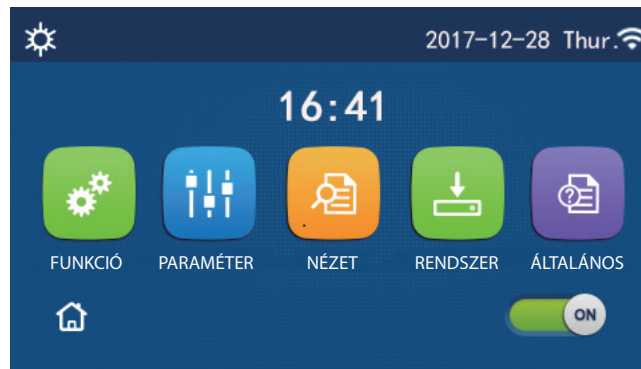 2017-12-28 Thur.
16:41
FUNKCIÓ PARAMÉTER NÉZET RENDSZER ÁLTALÁNOS
ON